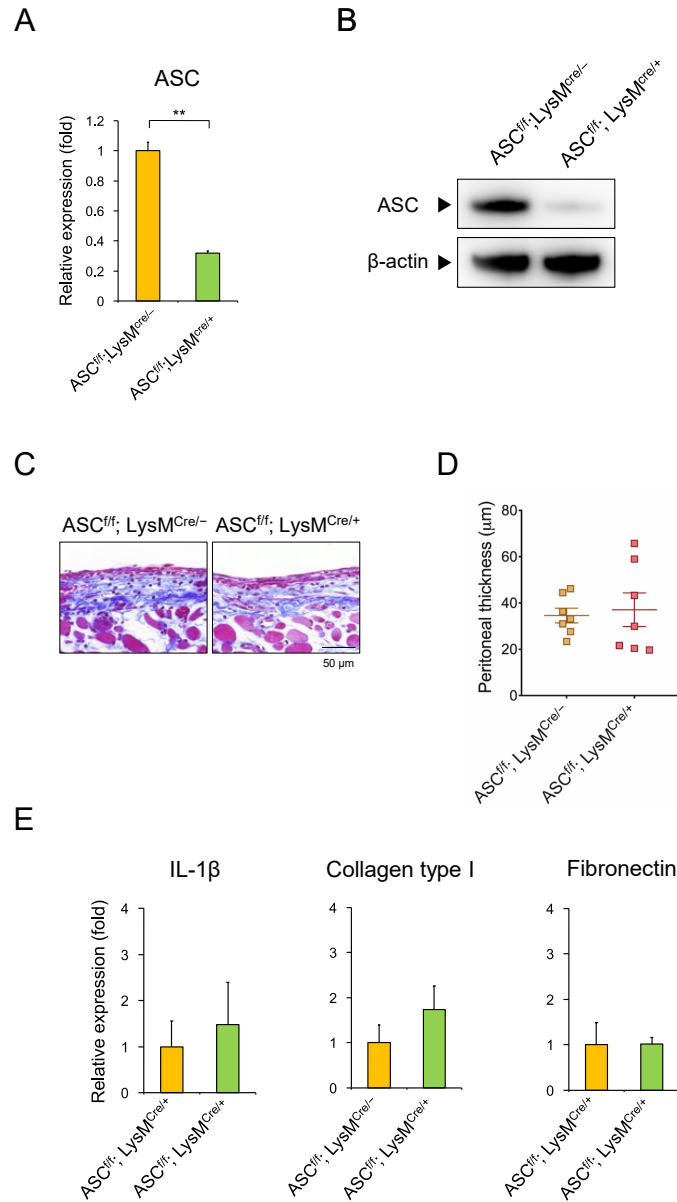 A
ASC
Relative expression (fold)
1.2
1
0.8
0.6
0.4
0.2
0
**
ASCf/f;LysMcre/–
ASCf/f;LysMcre/+
B
ASCf/f;LysMcre/–
ASCf/f; LysMcre/+
ASC
β-actin
C
ASCf/f; LysMCre/–
ASCf/f; LysMCre/+
50 μm
D
Peritoneal thickness (μm)
80
60
40
20
0
ASCf/f; LysMCre/–
ASCf/f; LysMCre/+
E
IL-1β
Relative expression (fold)
4
3
2
1
0
ASCf/f; LysMCre/+
ASCf/f; LysMCre/+
Collagen type I
4
3
2
1
0
ASCf/f; LysMCre/–
ASCf/f; LysMCre/+
Fibronectin
4
3
2
1
0
ASCf/f; LysMCre/+
ASCf/f; LysMCre/+